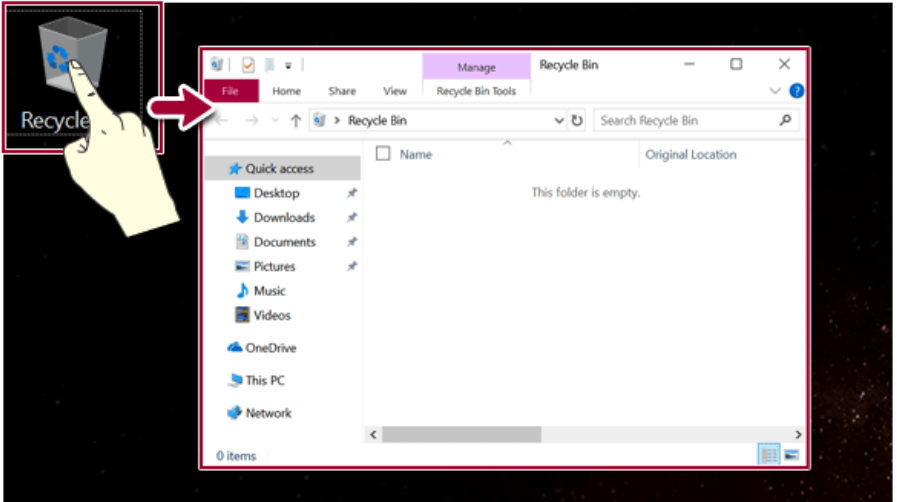 Recycle
Manage
Recycle Bin
File
Home
Share
View
Recycle Bin Tools
Recycle Bin
Search Recycle Bin
Name
Original Location
Quick access
This folder is empty.
Desktop
Downloads
Documents
Pictures
Music
Videos
OneDrive
This PC
Network
0 items